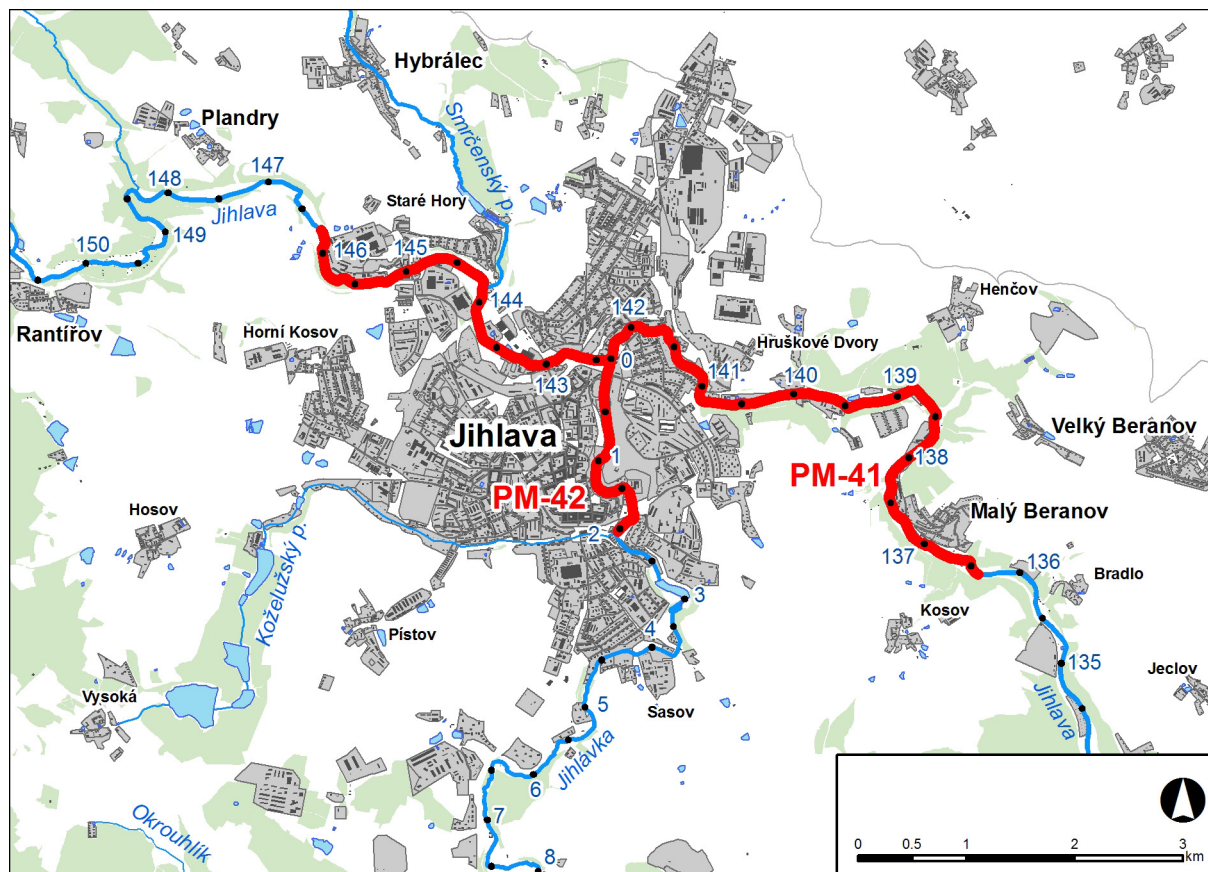 Hybrálec
Plandry
Smrčenský p.
147
148
Staré Hory
Jihlava
149
146
145
150
Henčov
144
142
Rantířov
Horní Kosov
Hruškové Dvory
0
143
141
140
139
Velký Beranov
Jihlava
1
138
PM-41
PM-42
Hosov
Malý Beranov
2
137
136
Koželužský p.
Bradlo
3
Kosov
Pístov
4
135
Jeclov
Vysoká
Sasov
5
Jihlava
Jihlávka
6
Okrouhlík
7
8
0 0,5 1 2 3
km